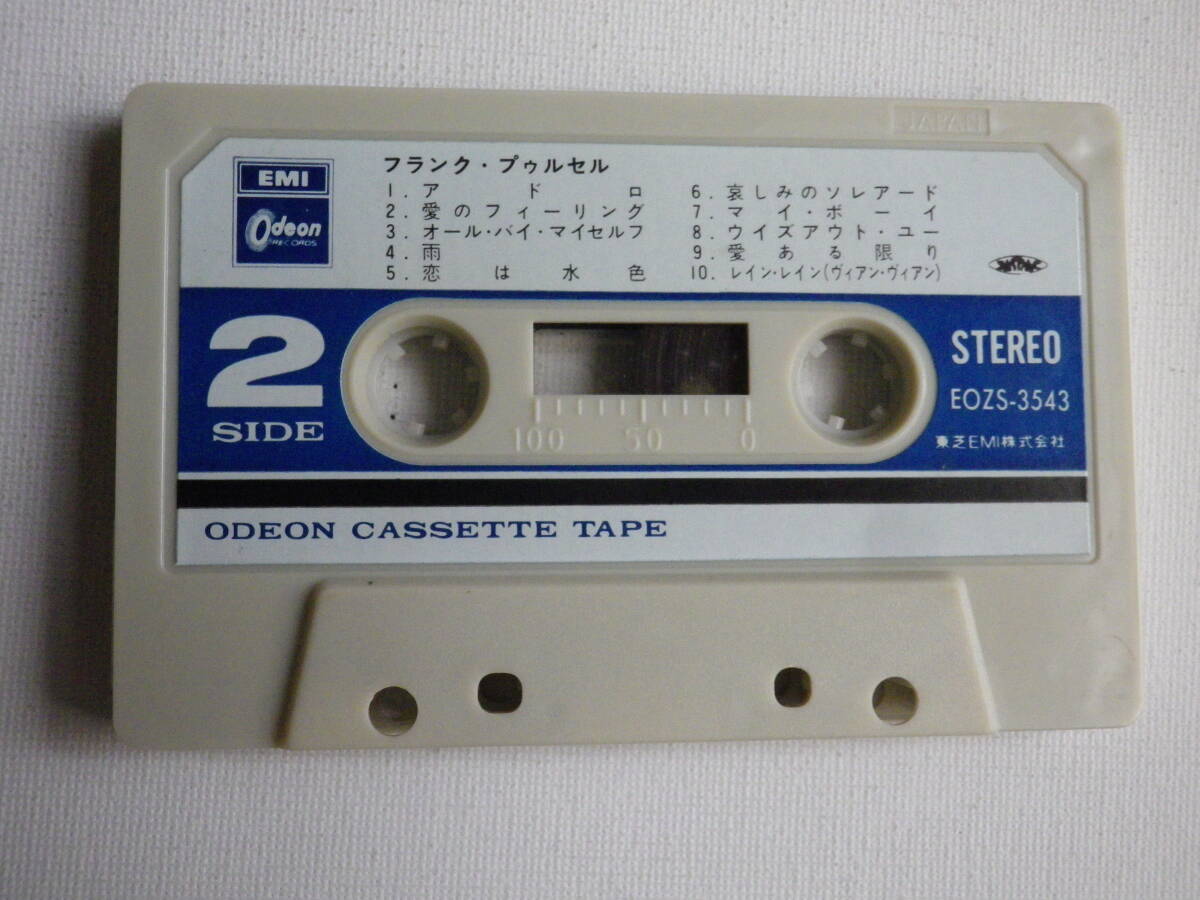 JAPAN
EMI
Odeon
RECORDS
フランク・プゥルセル
1. アドロ
2. 愛のフィーリング
3. オール・バイ・マイセルフ
4. 雨
5. 恋は水色
6. 哀しみのソレアード
7. マイ・ボーイ
8. ウイズアウト・ユー
9. 愛ある限り
10. レイン・レイン(ヴィアン・ヴィアン)
2
SIDE
100 50 0
STEREO
EOZS-3543
東芝EMI株式会社
ODEON CASSETTE TAPE